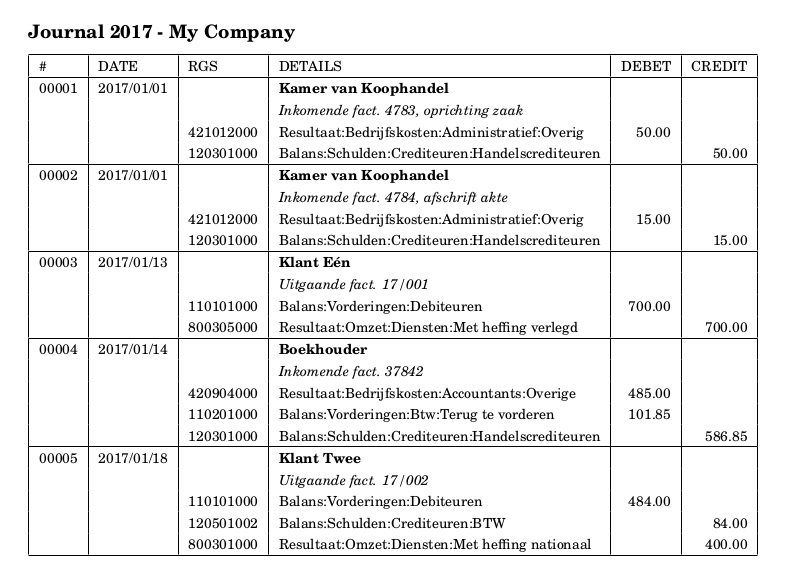 Journal 2017 - My Company
# DATE RGS DETAILS DEBET CREDIT
00001 2017/01/01 Kamer van Koophandel
Inkomende fact. 4783, oprichting zaak
421012000 Resultaat:Bedrijfskosten:Administratief:Overig 50.00
120301000 Balans:Schulden:Crediteuren:Handelscrediteuren 50.00
00002 2017/01/01 Kamer van Koophandel
Inkomende fact. 4784, afschrift akte
421012000 Resultaat:Bedrijfskosten:Administratief:Overig 15.00
120301000 Balans:Schulden:Crediteuren:Handelscrediteuren 15.00
00003 2017/01/13 Klant Eén
Uitgaande fact. 17/001
110101000 Balans:Vorderingen:Debiteuren 700.00
800305000 Resultaat:Omzet:Diensten:Met heffing verlegd 700.00
00004 2017/01/14 Boekhouder
Inkomende fact. 37842
420904000 Resultaat:Bedrijfskosten:Accountants:Overige 485.00
110201000 Balans:Vorderingen:Btw:Terug te vorderen 101.85
120301000 Balans:Schulden:Crediteuren:Handelscrediteuren 586.85
00005 2017/01/18 Klant Twee
Uitgaande fact. 17/002
110101000 Balans:Vorderingen:Debiteuren 484.00
120501002 Balans:Schulden:Crediteuren:BTW 84.00
800301000 Resultaat:Omzet:Diensten:Met heffing nationaal 400.00